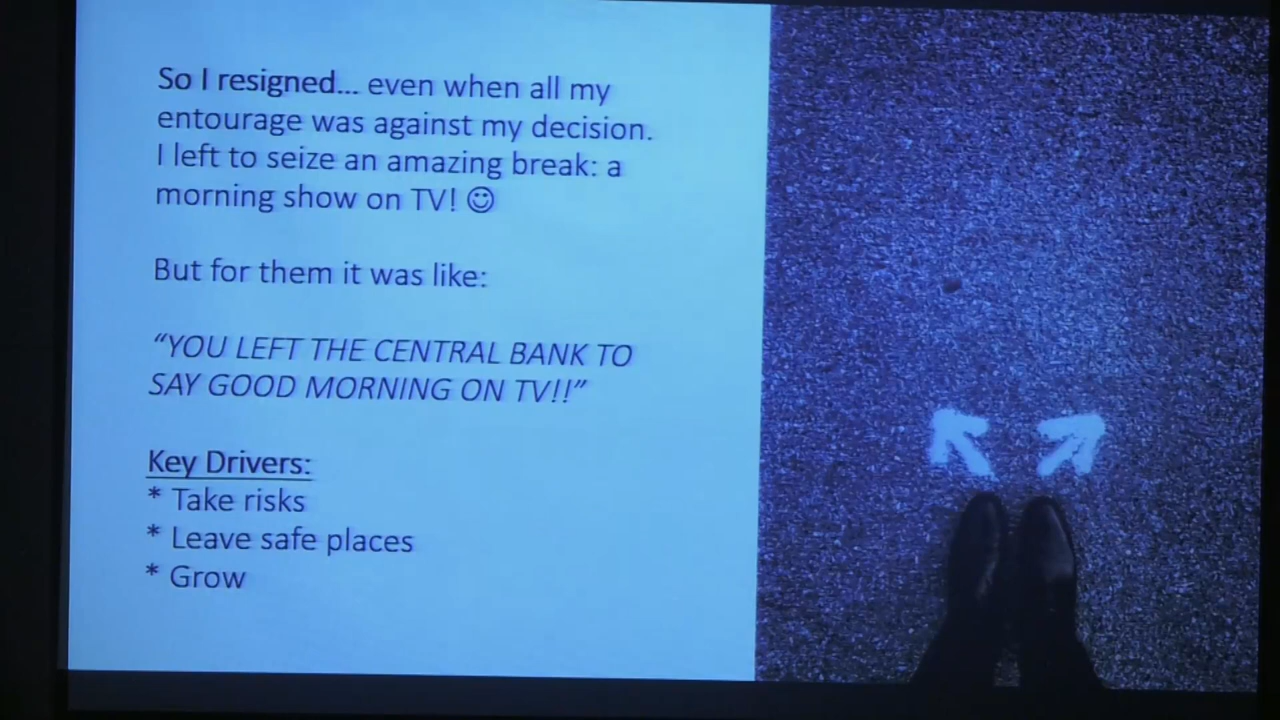 So I resigned... even when all my
entourage was against my decision.
I left to seize an amazing break: a
morning show on TV! ☺
But for them it was like:
“YOU LEFT THE CENTRAL BANK TO
SAY GOOD MORNING ON TV!!”
Key Drivers:
* Take risks
* Leave safe places
* Grow